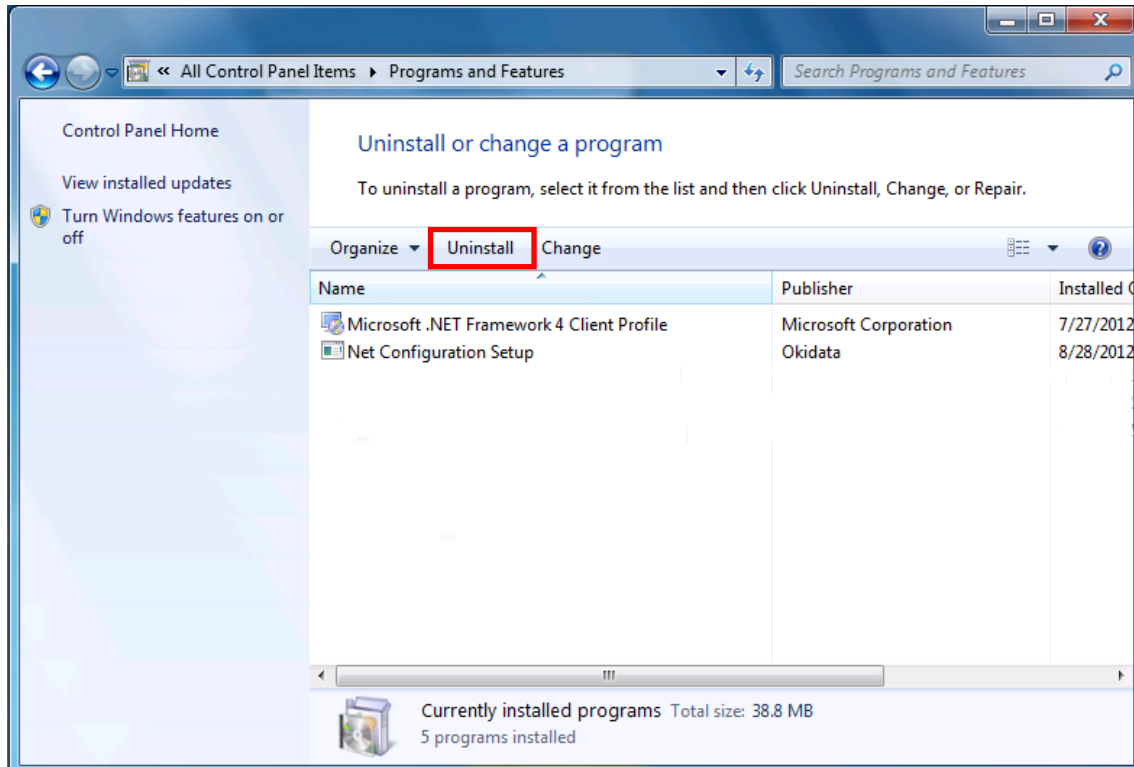 « All Control Panel Items ▸ Programs and Features
Search Programs and Features
Control Panel Home
View installed updates
Turn Windows features on or
off
Uninstall or change a program
To uninstall a program, select it from the list and then click Uninstall, Change, or Repair.
Organize Uninstall Change
Name Publisher Installed
Microsoft .NET Framework 4 Client Profile Microsoft Corporation 7/27/2012
Net Configuration Setup Okidata 8/28/2012
Currently installed programs Total size: 38.8 MB
5 programs installed